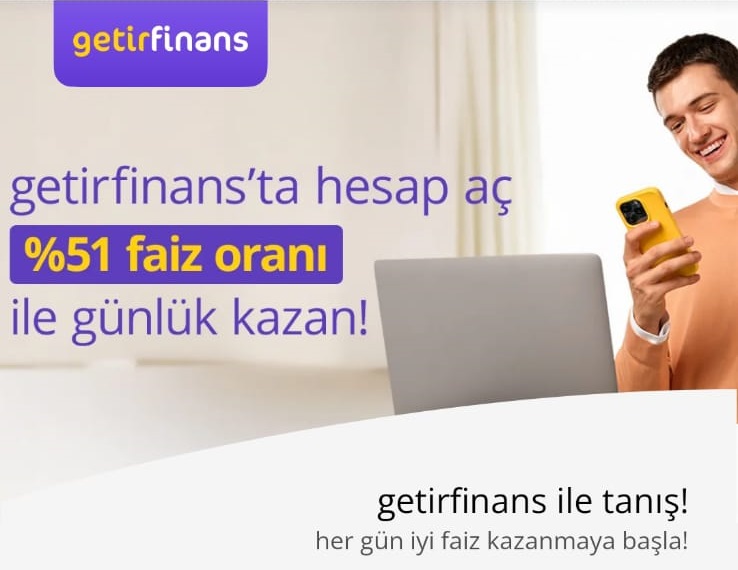 getirfinans
getirfinans’ta hesap aç
%51 faiz oranı
ile günlük kazan!
getirfinans ile tanış!
her gün iyi faiz kazanmaya başla!